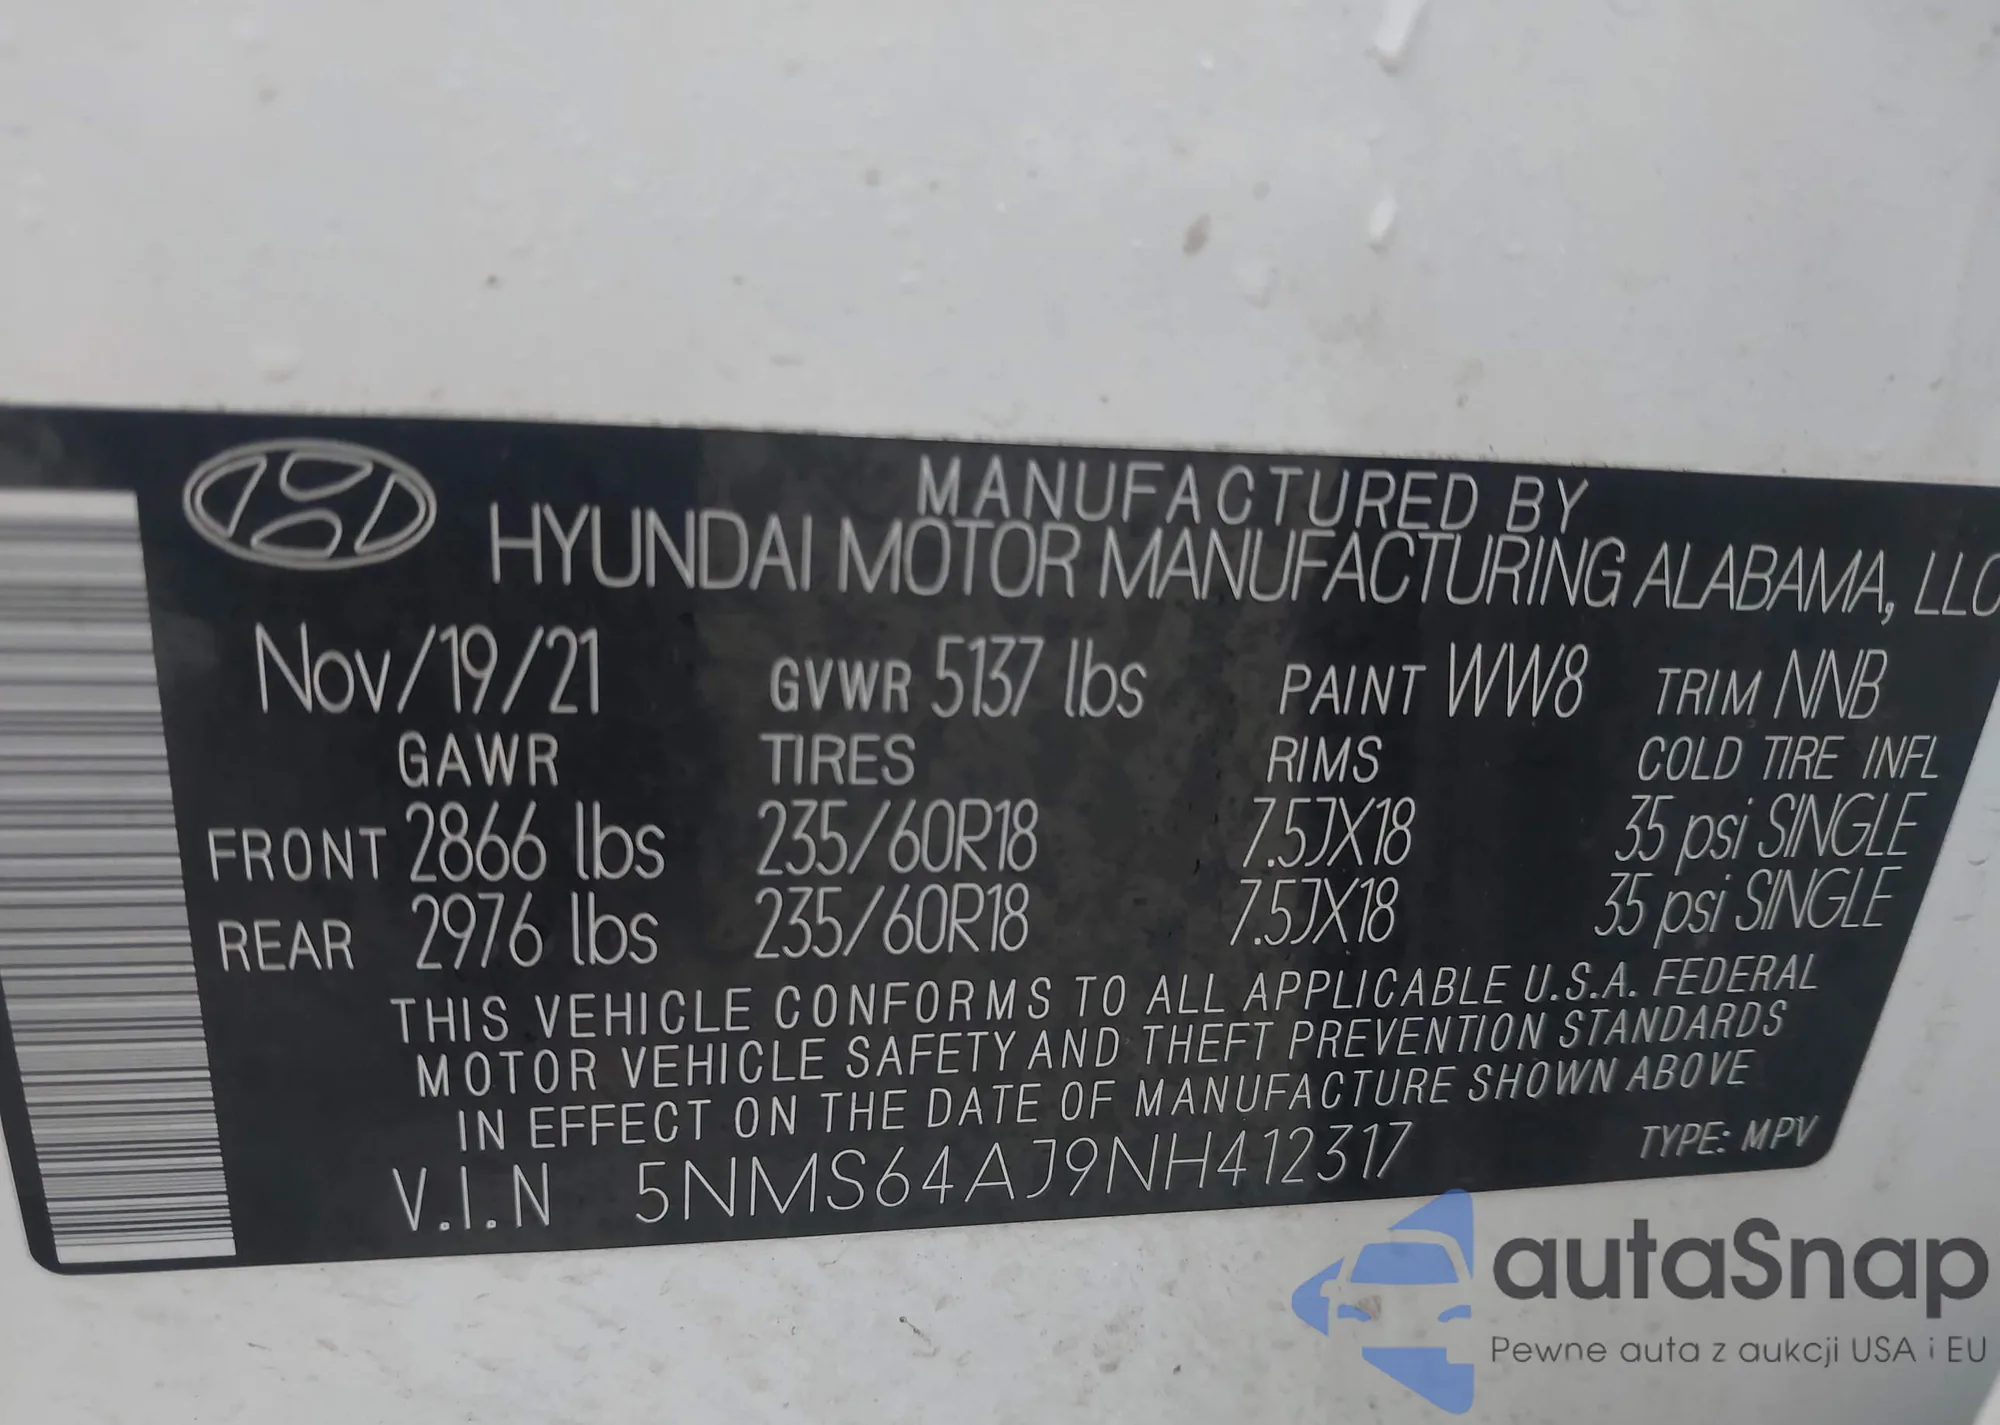 MANUFACTURED BY
HYUNDAI MOTOR MANUFACTURING ALABAMA, LLC
Nov/19/21 GVWR 5137 lbs PAINT WW8 TRIM NNB
GAWR TIRES RIMS COLD TIRE INFL
FRONT 2866 lbs 235/60R18 7.5JX18 35 psi SINGLE
REAR 2976 lbs 235/60R18 7.5JX18 35 psi SINGLE
THIS VEHICLE CONFORMS TO ALL APPLICABLE U.S.A. FEDERAL
MOTOR VEHICLE SAFETY AND THEFT PREVENTION STANDARDS
IN EFFECT ON THE DATE OF MANUFACTURE SHOWN ABOVE
V.I.N 5NMS64AJ9NH412317 TYPE: MPV
autaSnap
Pewne auta z aukcji USA i EU